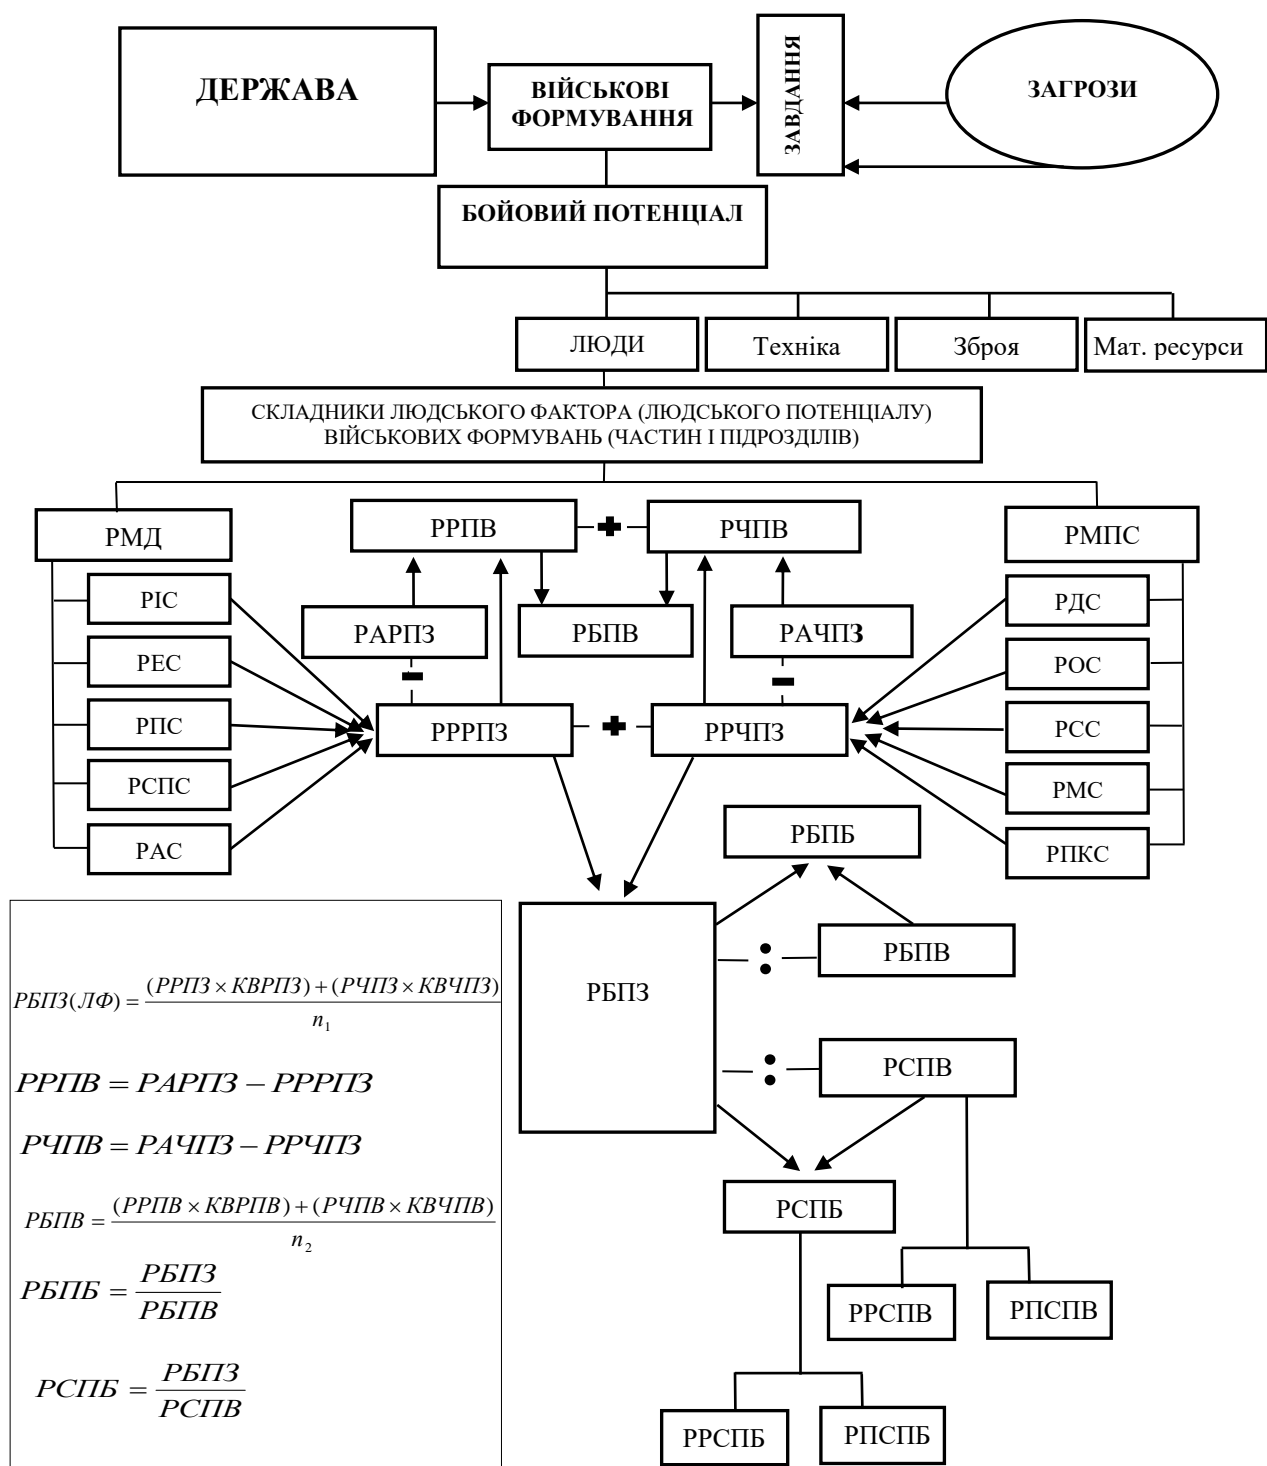 ДЕРЖАВА
ВІЙСЬКОВІ
ФОРМУВАННЯ
ЗАВДАННЯ
ЗАГРОЗИ
БОЙОВИЙ ПОТЕНЦІАЛ
ЛЮДИ
Техніка
Зброя
Мат. ресурси
СКЛАДНИКИ ЛЮДСЬКОГО ФАКТОРА (ЛЮДСЬКОГО ПОТЕНЦІАЛУ)
ВІЙСЬКОВИХ ФОРМУВАНЬ (ЧАСТИН І ПІДРОЗДІЛІВ)
РМД
РРПВ
РЧПВ
РМПС
РІС
РЕС
РПС
РСПС
РАС
РАРПЗ
РБПВ
РАЧПЗ
РРРПЗ
РРЧПЗ
РДС
РОС
РСС
РМС
РПКС
РБПБ
РБПЗ
:
РБПВ
:
РСПВ
РСПБ
РРСПВ
РПСПВ
РРСПБ
РПСПБ
РБПЗ(ЛФ) = (РРПЗ × КВРПЗ) + (РЧПЗ × КВЧПЗ)
n₁
РРПВ = РАРПЗ − РРРПЗ
РЧПВ = РАЧПЗ − РРЧПЗ
РБПВ = (РРПВ × КВРПВ) + (РЧПВ × КВЧПВ)
n₂
РБПБ = РБПЗ
РБПВ
РСПБ = РБПЗ
РСПВ